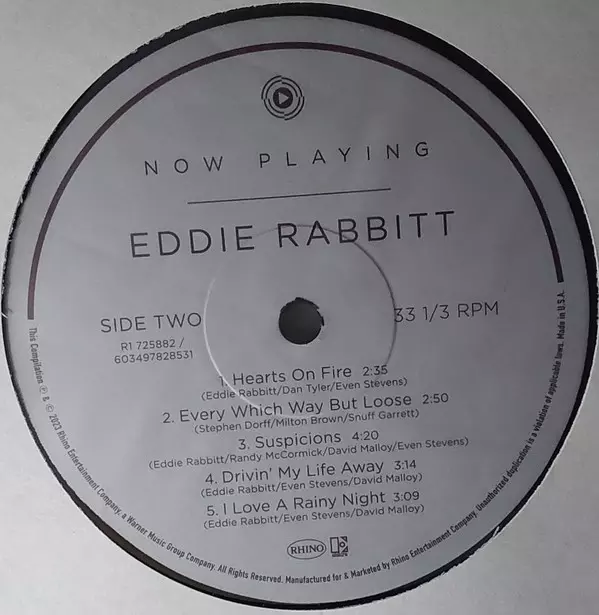 NOW PLAYING
EDDIE RABBITT
SIDE TWO
33 1/3 RPM
R1 725882 /
603497828531
1. Hearts On Fire 2:35
(Eddie Rabbitt/Dan Tyler/Even Stevens)
2. Every Which Way But Loose 2:50
(Stephen Dorff/Milton Brown/Snuff Garrett)
3. Suspicions 4:20
(Eddie Rabbitt/Randy McCormick/David Malloy/Even Stevens)
4. Drivin' My Life Away 3:14
(Eddie Rabbitt/Even Stevens/David Malloy)
5. I Love A Rainy Night 3:09
(Eddie Rabbitt/Even Stevens/David Malloy)
RHINO
E
This Compilation ℗ & © 2023 Rhino Entertainment Company, a Warner Music Group Company. All Rights Reserved. Manufactured for & Marketed by Rhino Entertainment Company. Unauthorized duplication is a violation of applicable laws. Made in U.S.A.